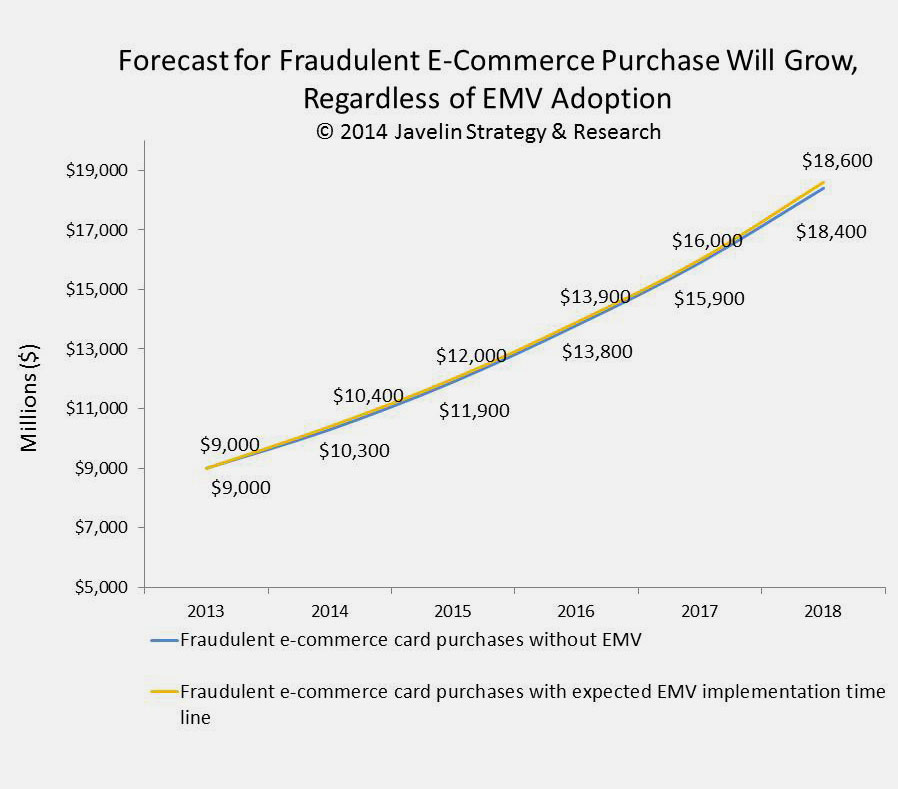 Forecast for Fraudulent E-Commerce Purchase Will Grow,
Regardless of EMV Adoption
© 2014 Javelin Strategy & Research
Millions ($)
$19,000
$17,000
$15,000
$13,000
$11,000
$9,000
$7,000
$5,000
$18,600
$18,400
$16,000
$15,900
$13,900
$13,800
$12,000
$11,900
$10,400
$10,300
$9,000
$9,000
2013 2014 2015 2016 2017 2018
Fraudulent e-commerce card purchases without EMV
Fraudulent e-commerce card purchases with expected EMV implementation time
line